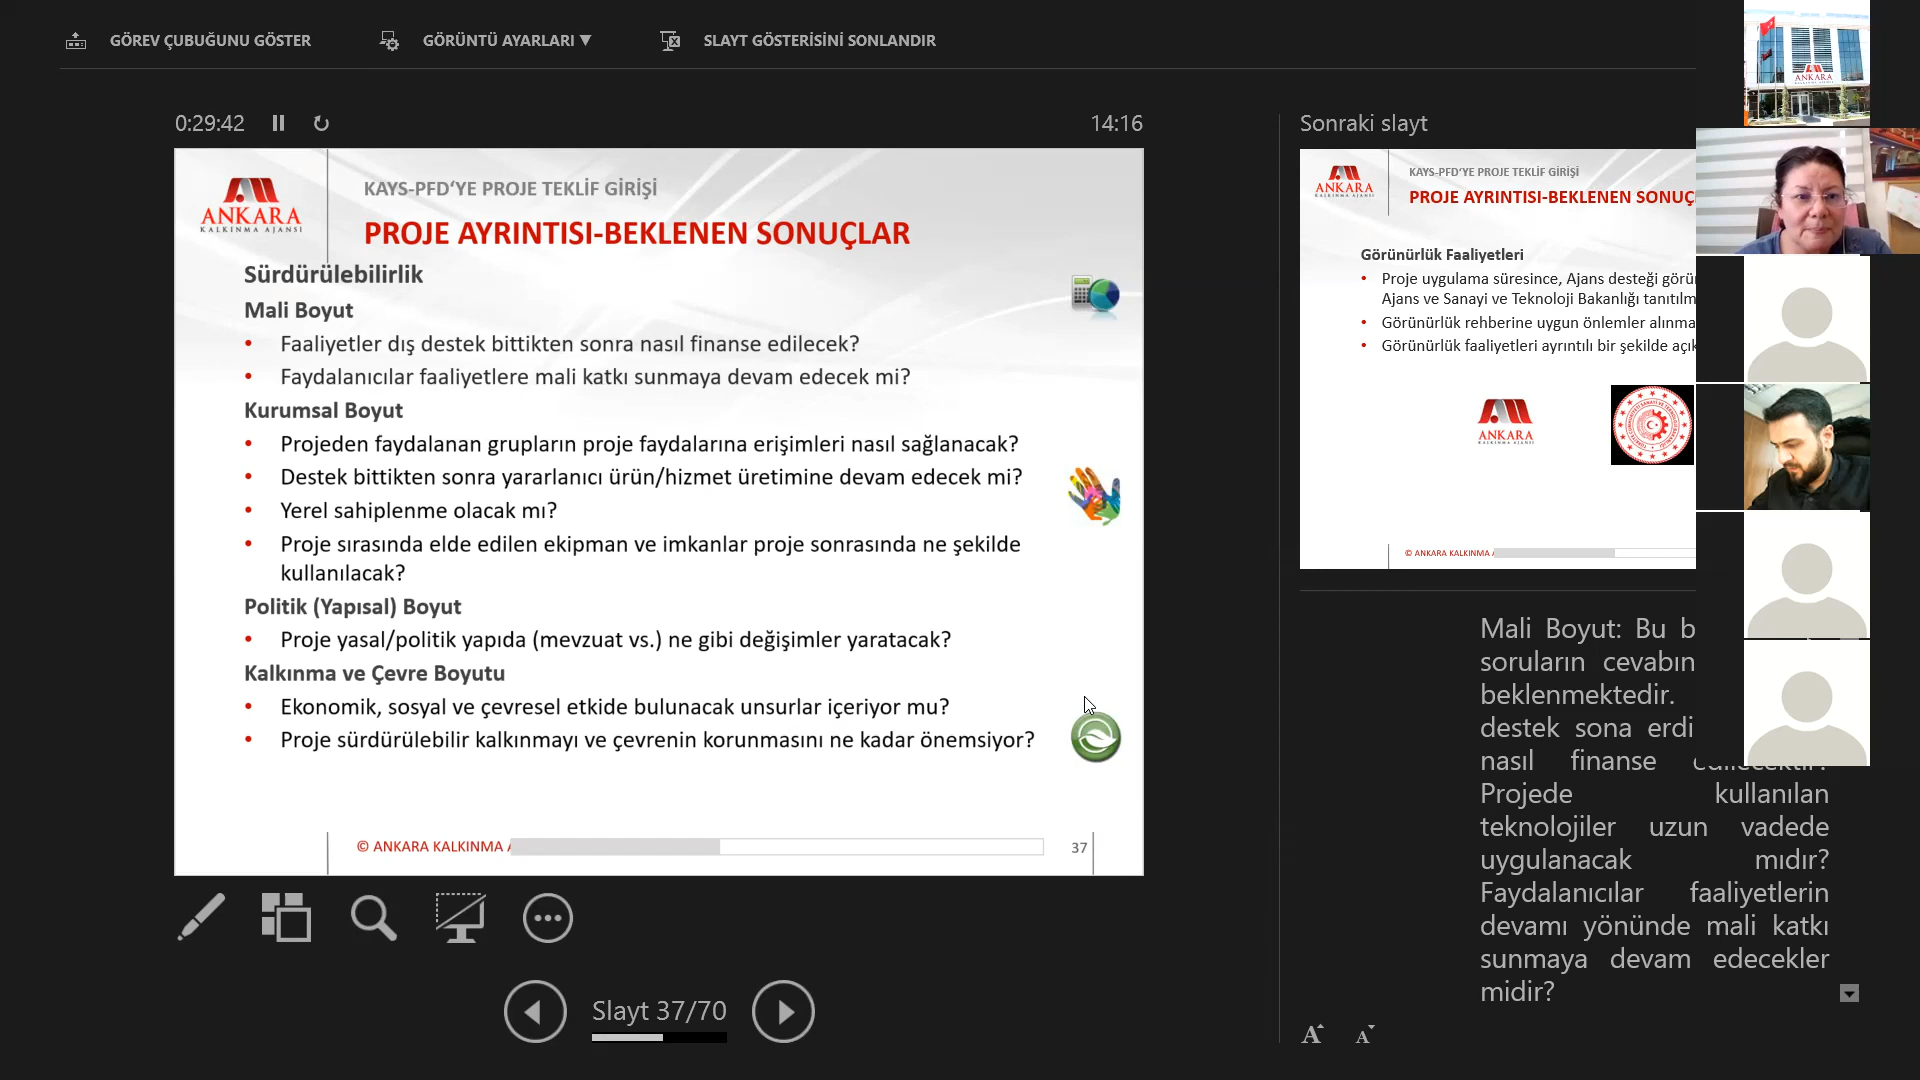 GÖREV ÇUBUĞUNU GÖSTER
GÖRÜNTÜ AYARLARI ▼
SLAYT GÖSTERİSİNİ SONLANDIR
0:29:42
14:16
ANKARA
KALKINMA AJANSI
KAYS-PFD‘YE PROJE TEKLİF GİRİŞİ
PROJE AYRINTISI-BEKLENEN SONUÇLAR
Sürdürülebilirlik
Mali Boyut
• Faaliyetler dış destek bittikten sonra nasıl finanse edilecek?
• Faydalanıcılar faaliyetlere mali katkı sunmaya devam edecek mi?
Kurumsal Boyut
• Projeden faydalanan grupların proje faydalarına erişimleri nasıl sağlanacak?
• Destek bittikten sonra yararlanıcı ürün/hizmet üretimine devam edecek mi?
• Yerel sahiplenme olacak mı?
• Proje sırasında elde edilen ekipman ve imkanlar proje sonrasında ne şekilde
kullanılacak?
Politik (Yapısal) Boyut
• Proje yasal/politik yapıda (mevzuat vs.) ne gibi değişimler yaratacak?
Kalkınma ve Çevre Boyutu
• Ekonomik, sosyal ve çevresel etkide bulunacak unsurlar içeriyor mu?
• Proje sürdürülebilir kalkınmayı ve çevrenin korunmasını ne kadar önemsiyor?
© ANKARA KALKINMA
37
Slayt 37/70
Sonraki slayt
ANKARA
KALKINMA AJANSI
KAYS-PFD‘YE PROJE TEKLİF GİRİŞİ
PROJE AYRINTISI-BEKLENEN SONUÇ
Görünürlük Faaliyetleri
• Proje uygulama süresince, Ajans desteği görü
Ajans ve Sanayi ve Teknoloji Bakanlığı tanıtılm
• Görünürlük rehberine uygun önlemler alınma
• Görünürlük faaliyetleri ayrıntılı bir şekilde açık
ANKARA
KALKINMA AJANSI
© ANKARA KALKINMA
Mali Boyut: Bu b
soruların cevabın
beklenmektedir.
destek sona erdi
nasıl finanse
Projede kullanılan
teknolojiler uzun vadede
uygulanacak mıdır?
Faydalanıcılar faaliyetlerin
devamı yönünde mali katkı
sunmaya devam edecekler
midir?
A A
ANKARA